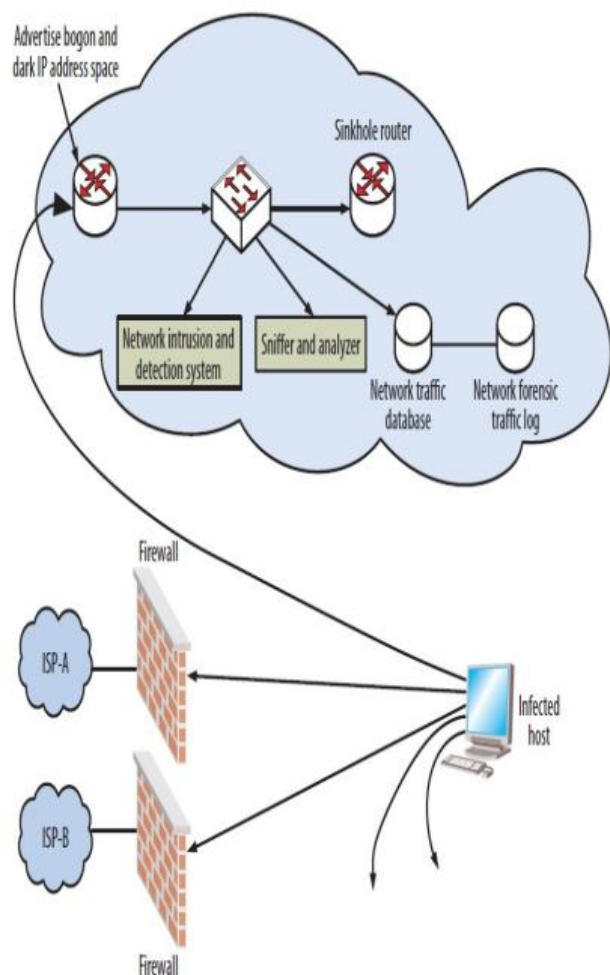 Advertise bogon and
dark IP address space
Sinkhole router
Network intrusion and
detection system
Sniffer and analyzer
Network traffic
database
Network forensic
traffic log
Firewall
ISP-A
Infected
host
ISP-B
Firewall